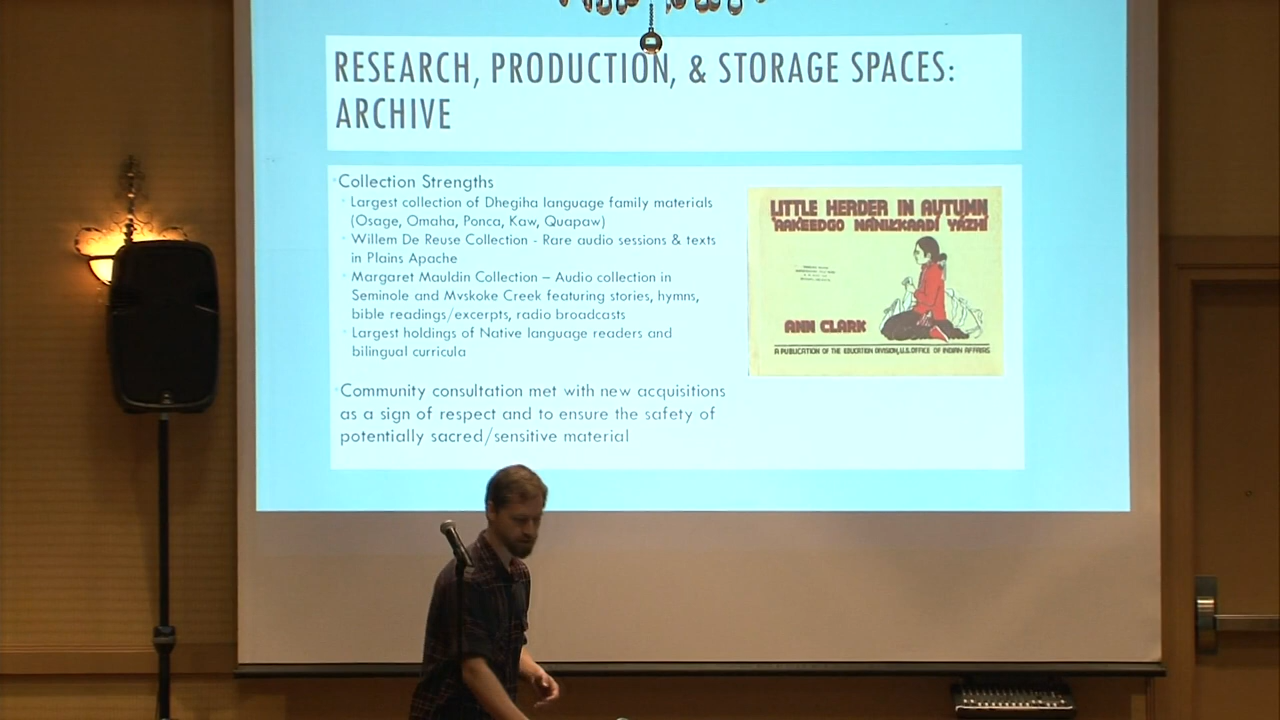 RESEARCH, PRODUCTION, & STORAGE SPACES:
ARCHIVE
Collection Strengths
Largest collection of Dhegiha language family materials
(Osage, Omaha, Ponca, Kaw, Quapaw)
Willem De Reuse Collection - Rare audio sessions & texts
in Plains Apache
Margaret Mauldin Collection – Audio collection in
Seminole and Mvskoke Creek featuring stories, hymns,
bible readings/excerpts, radio broadcasts
Largest holdings of Native language readers and
bilingual curricula
Community consultation met with new acquisitions
as a sign of respect and to ensure the safety of
potentially sacred/sensitive material
LITTLE HERDER IN AUTUMN
ANN CLARK
A PUBLICATION OF THE EDUCATION DIVISION, U.S. OFFICE OF INDIAN AFFAIRS